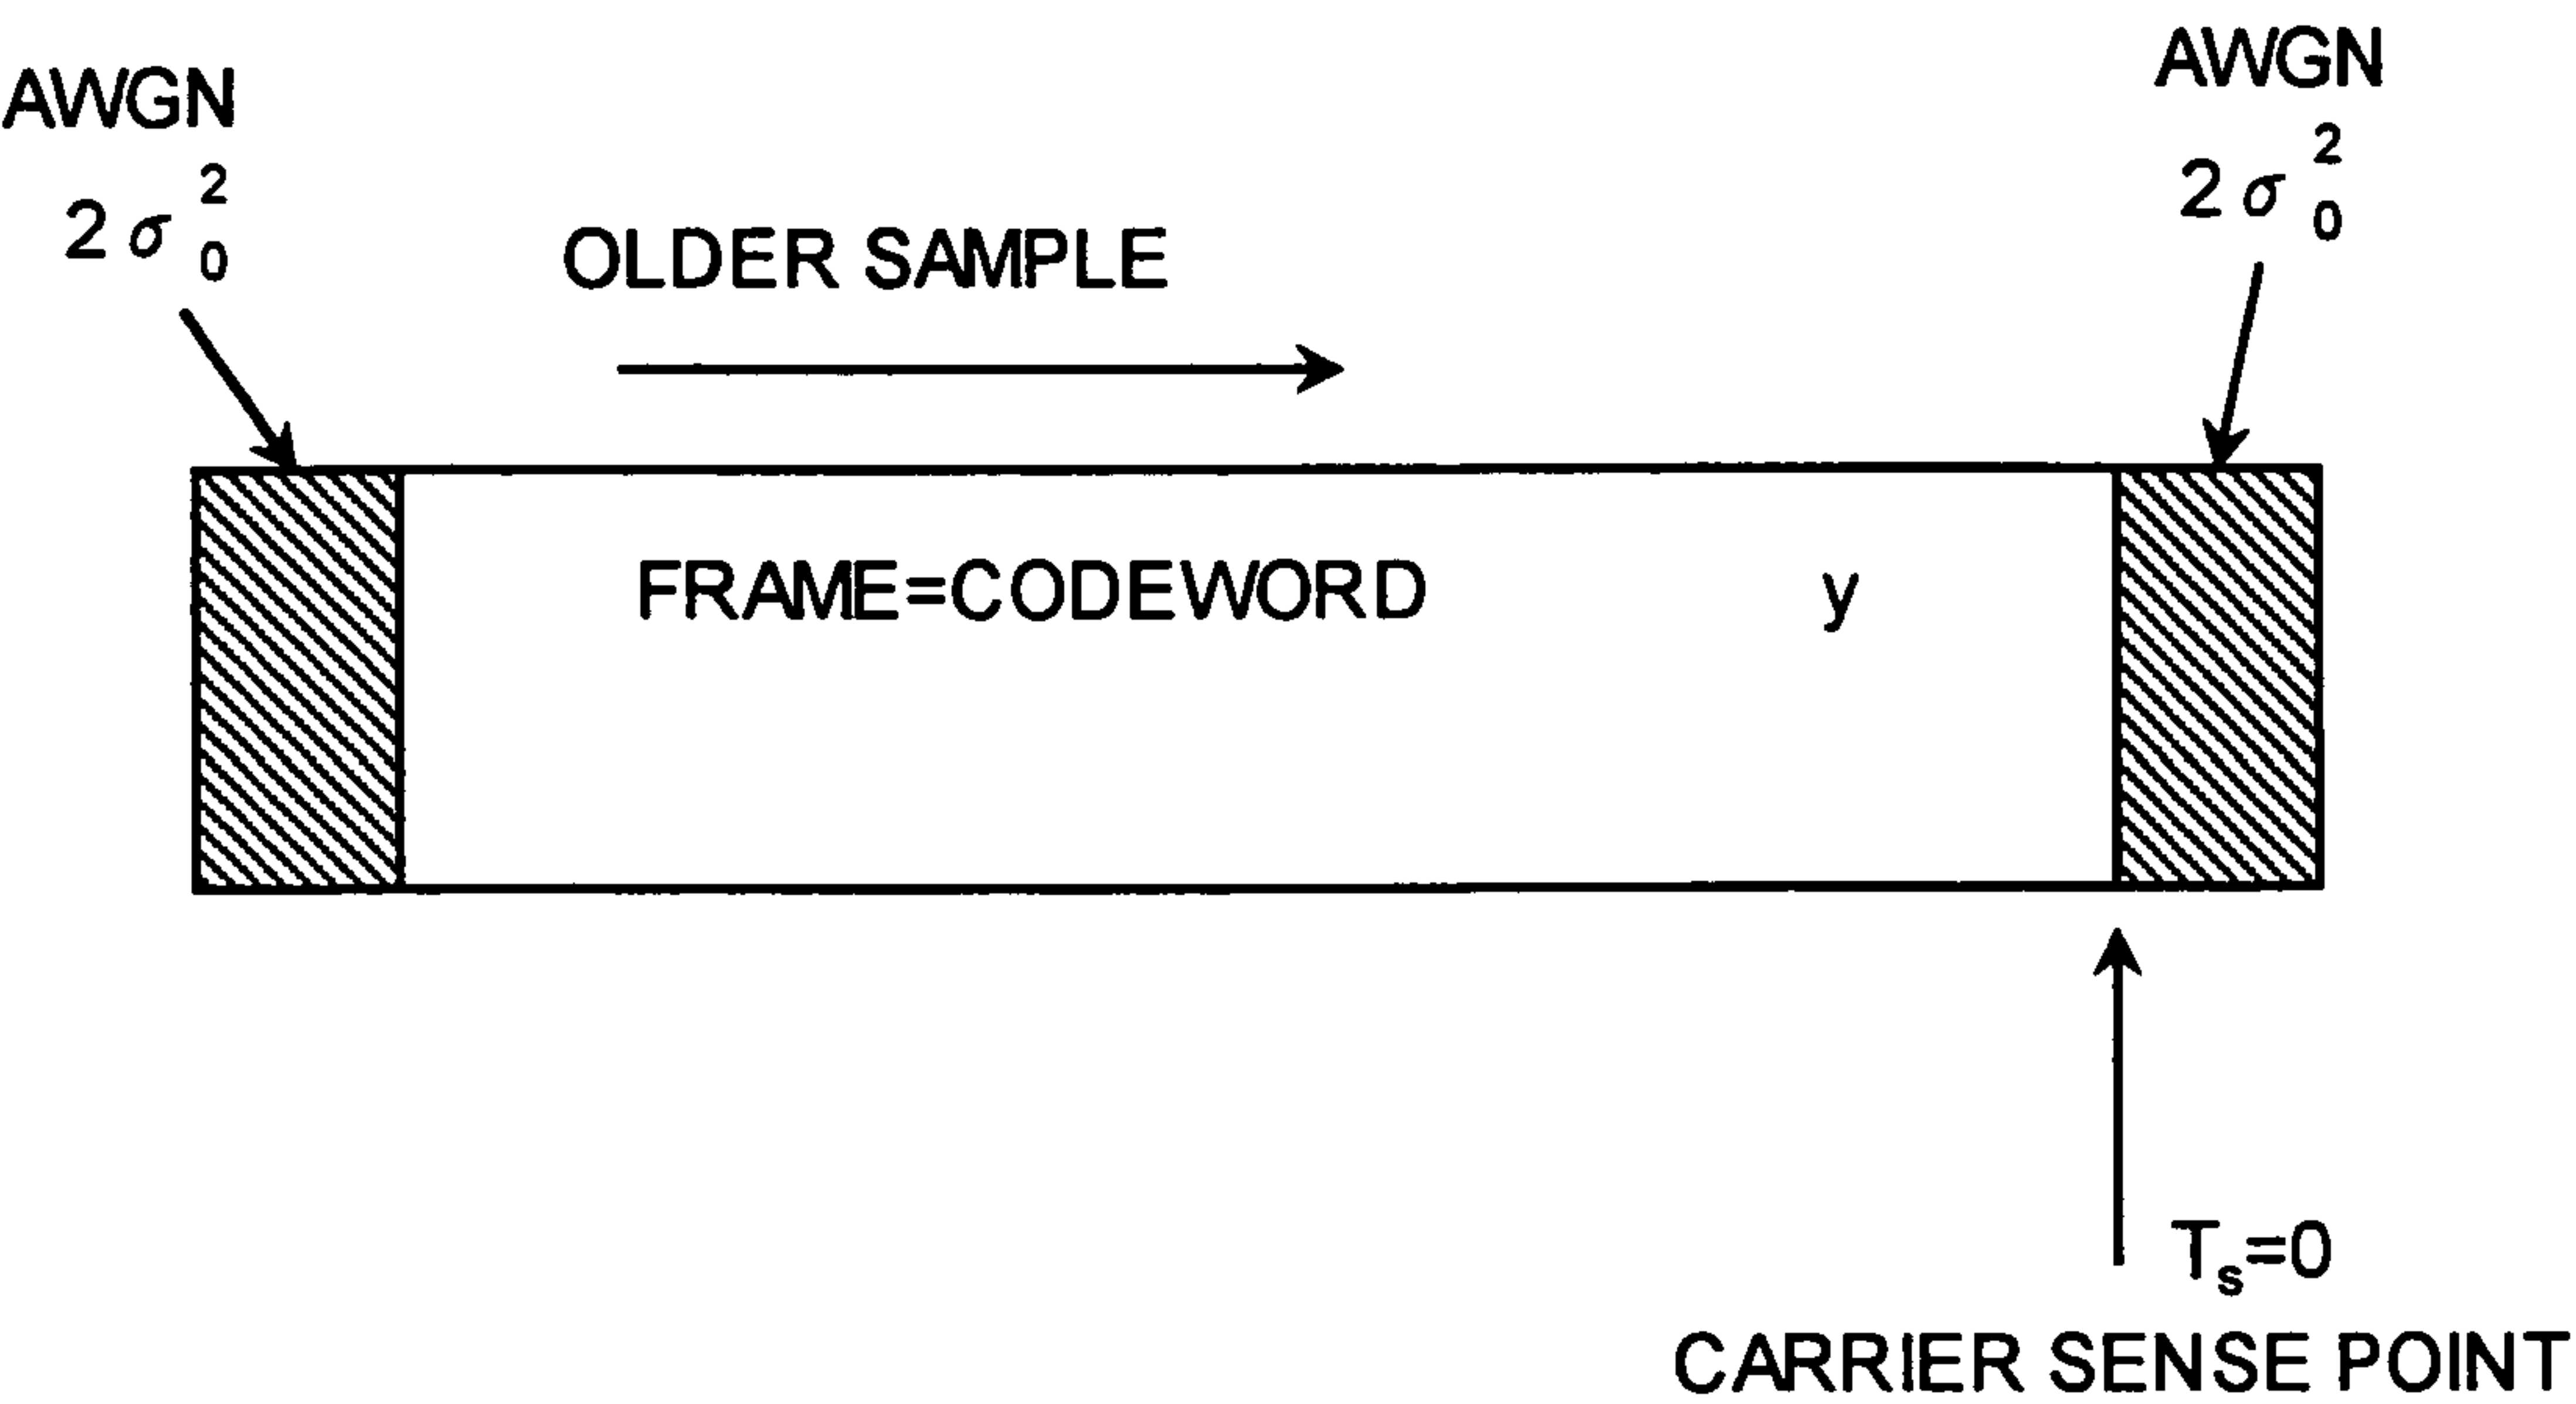 AWGN
2σ₀²
AWGN
2σ₀²
OLDER SAMPLE
FRAME=CODEWORD
y
Tₛ=0
CARRIER SENSE POINT